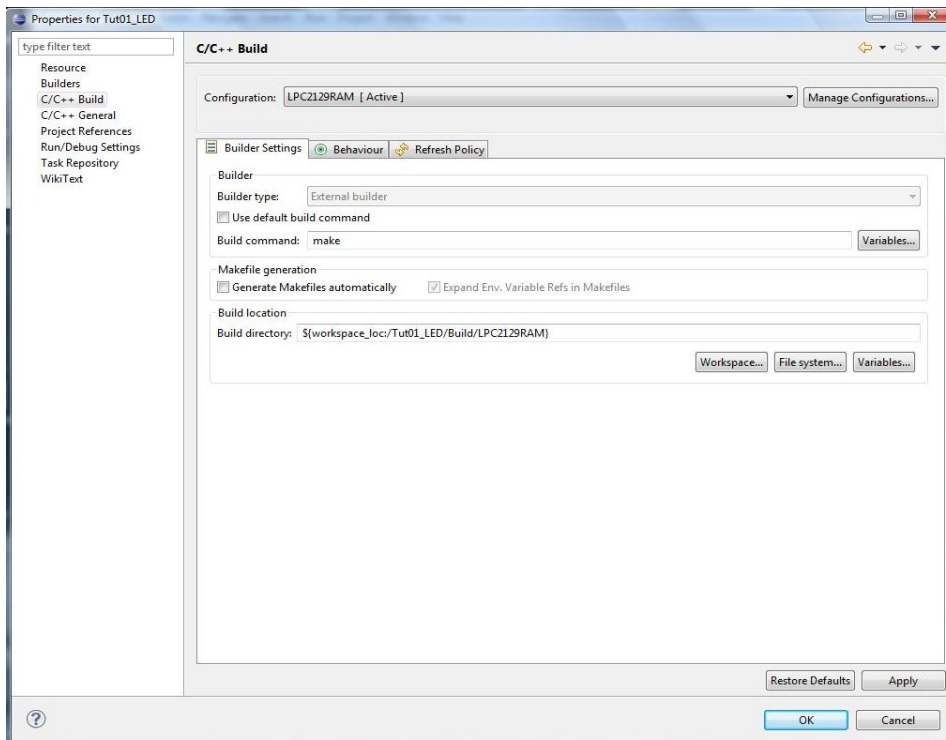 Properties for Tut01_LED
type filter text
Resource
Builders
C/C++ Build
C/C++ General
Project References
Run/Debug Settings
Task Repository
WikiText
C/C++ Build
Configuration: LPC2129RAM [ Active ] Manage Configurations...
Builder Settings Behaviour Refresh Policy
Builder
Builder type: External builder
Use default build command
Build command: make Variables...
Makefile generation
Generate Makefiles automatically Expand Env. Variable Refs in Makefiles
Build location
Build directory: ${workspace_loc:/Tut01_LED/Build/LPC2129RAM}
Workspace... File system... Variables...
Restore Defaults Apply
OK Cancel